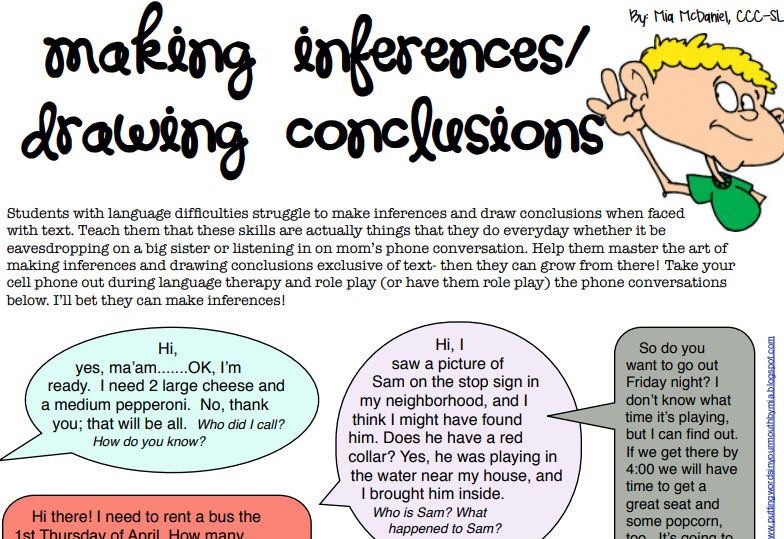 By: Mia McDaniel, CCC-SL
making inferences/
drawing conclusions
Students with language difficulties struggle to make inferences and draw conclusions when faced
with text. Teach them that these skills are actually things that they do everyday whether it be
eavesdropping on a big sister or listening in on mom's phone conversation. Help them master the art of
making inferences and drawing conclusions exclusive of text- then they can grow from there! Take your
cell phone out during language therapy and role play (or have them role play) the phone conversations
below. I'll bet they can make inferences!
Hi,
yes, ma'am.......OK, I'm
ready. I need 2 large cheese and
a medium pepperoni. No, thank
you; that will be all. Who did I call?
How do you know?
Hi, I
saw a picture of
Sam on the stop sign in
my neighborhood, and I
think I might have found
him. Does he have a red
collar? Yes, he was playing in
the water near my house, and
I brought him inside.
Who is Sam? What
happened to Sam?
So do you
want to go out
Friday night? I
don't know what
time it's playing,
but I can find out.
If we get there by
4:00 we will have
time to get a
great seat and
some popcorn,
too. It's going to
Hi there! I need to rent a bus the
1st Thursday of April. How many
www.puttingwordsinyourmouthbymia.blogspot.com